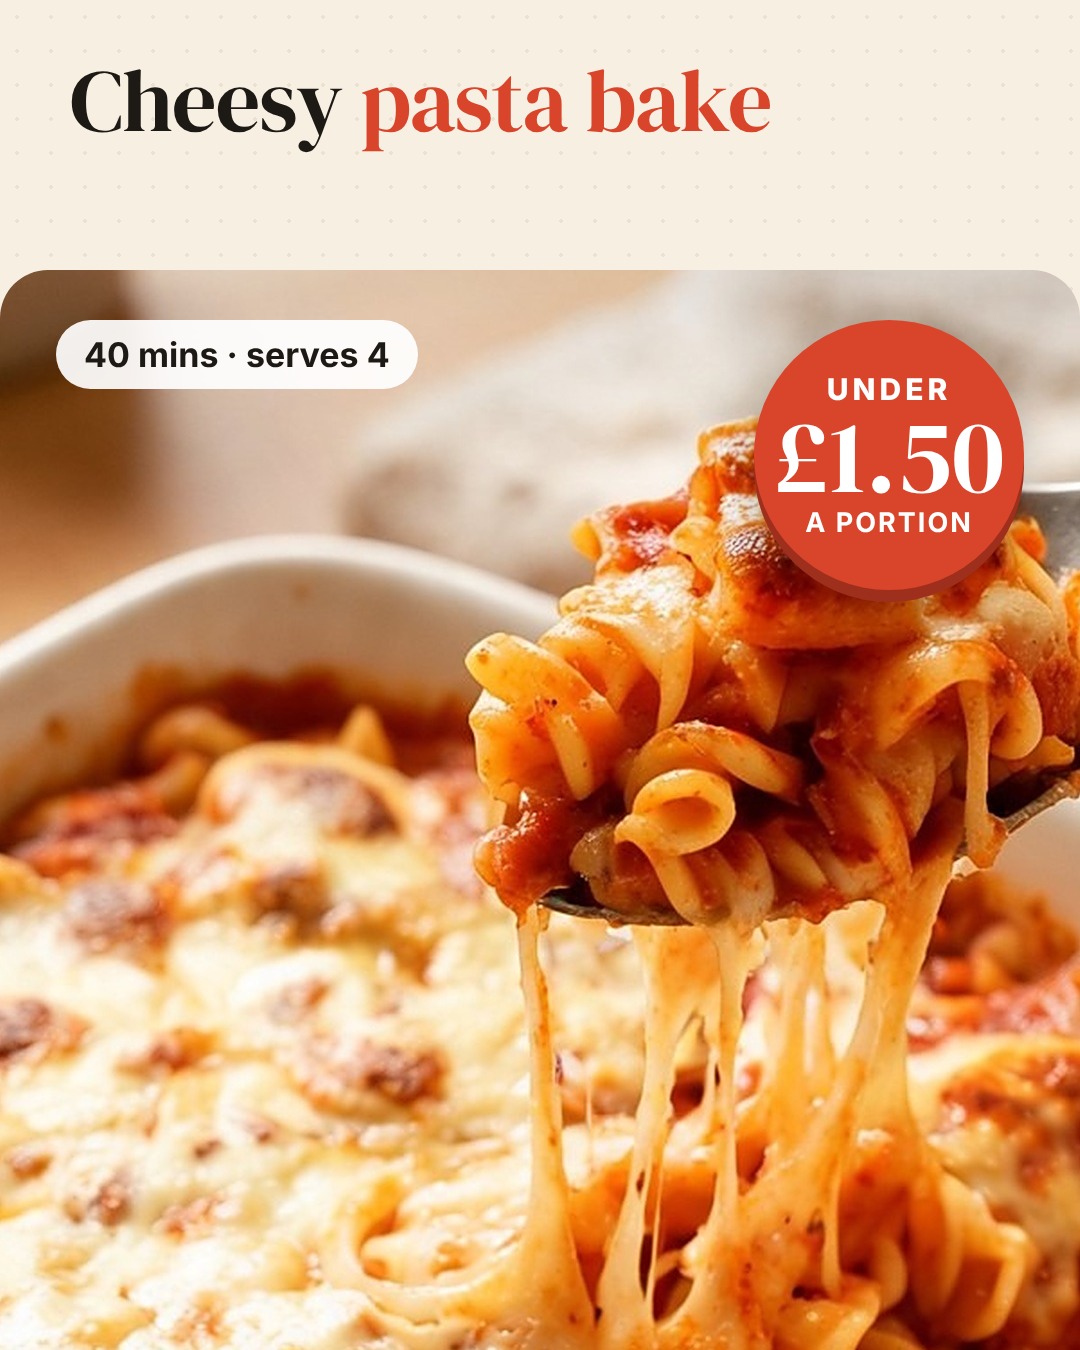 Cheesy pasta bake
40 mins · serves 4
UNDER
£1.50
A PORTION